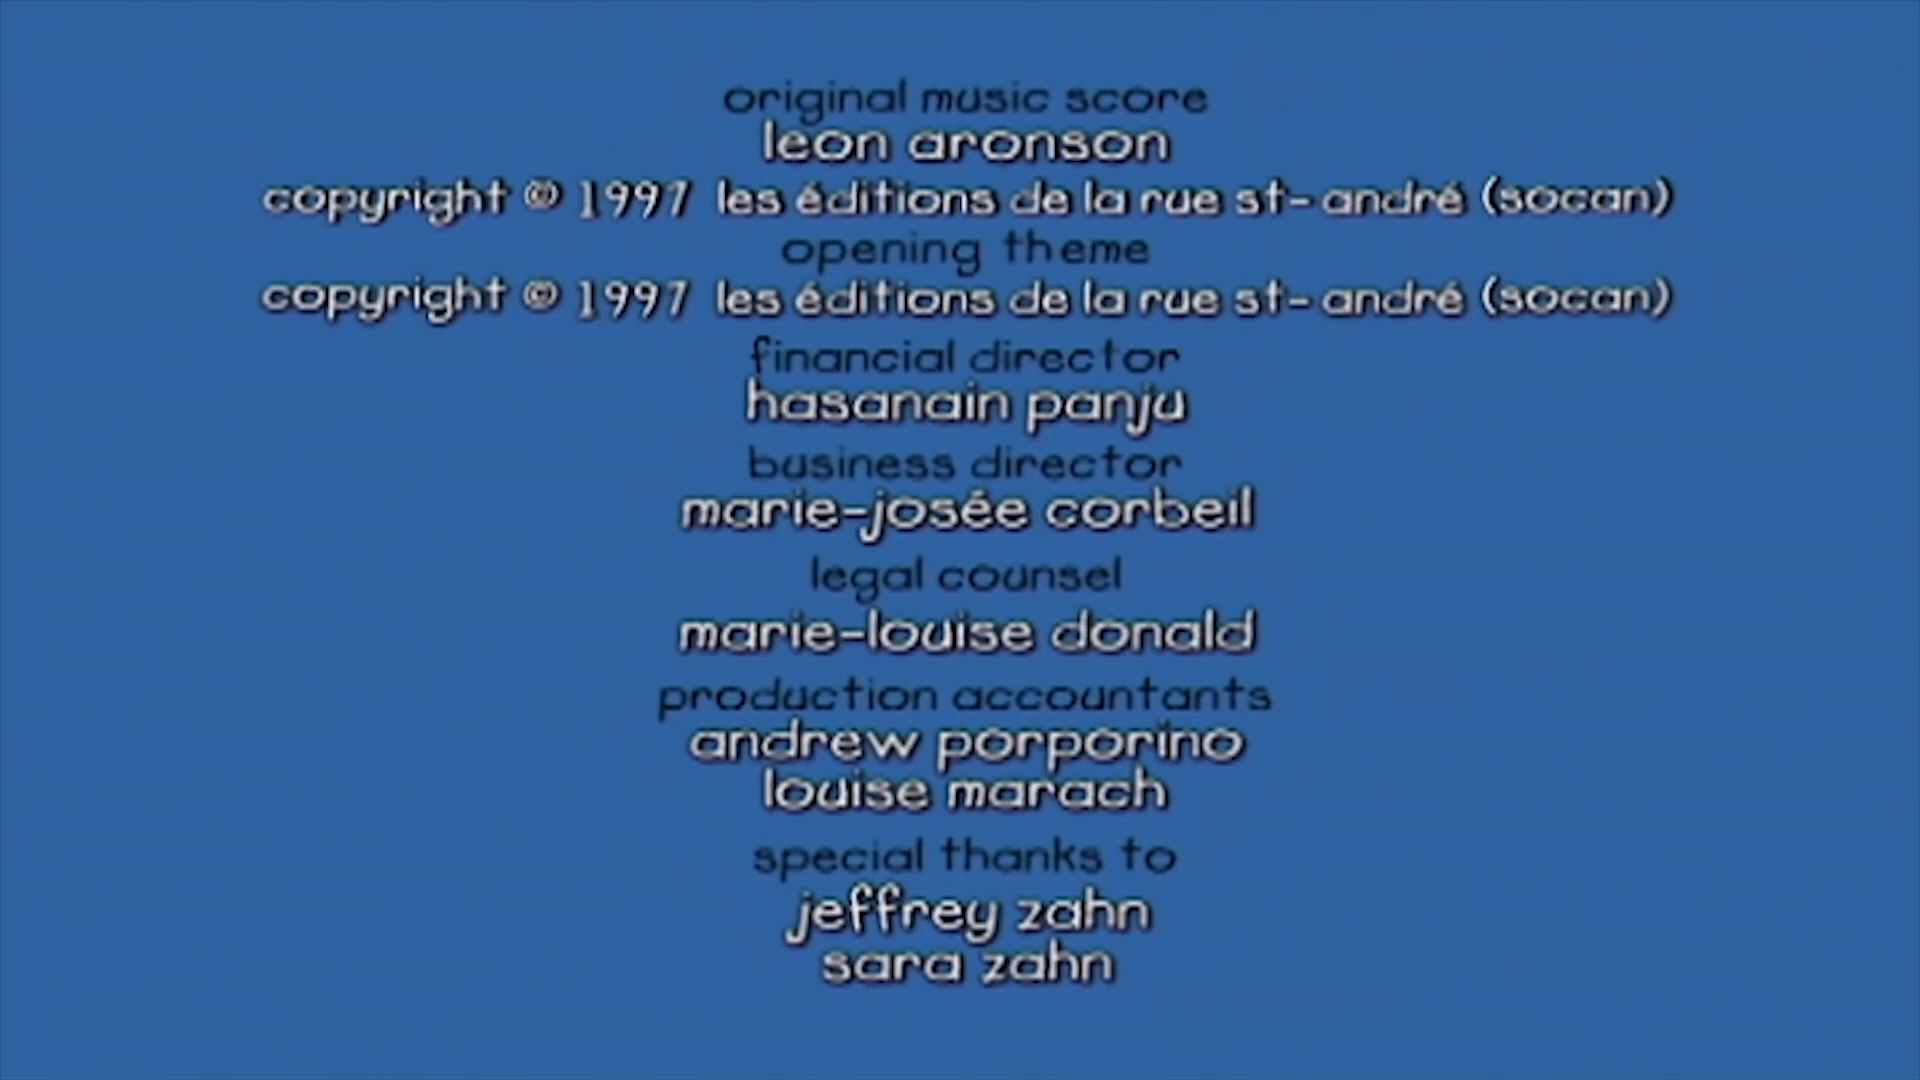 original music score
leon aronson
copyright © 1997 les éditions de la rue st-andré (socan)
opening theme
copyright © 1997 les éditions de la rue st-andré (socan)
financial director
hasanain panju
business director
marie-josée corbeil
legal counsel
marie-louise donald
production accountants
andrew porporino
louise marach
special thanks to
jeffrey zahn
sara zahn